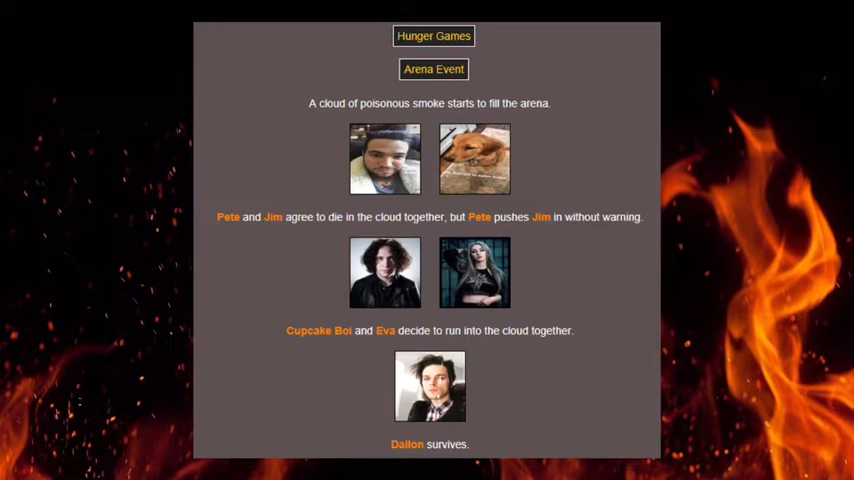 Hunger Games
Arena Event
A cloud of poisonous smoke starts to fill the arena.
Pete and Jim agree to die in the cloud together, but Pete pushes Jim in without warning.
Cupcake Boi and Eva decide to run into the cloud together.
Dallon survives.